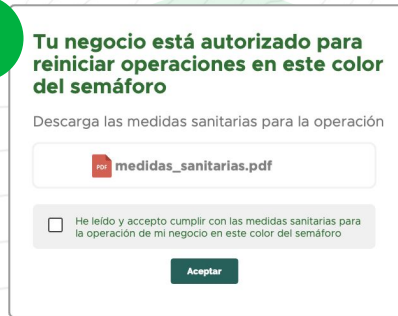 Tu negocio está autorizado para
reiniciar operaciones en este color
del semáforo
Descarga las medidas sanitarias para la operación
PDF medidas_sanitarias.pdf
He leído y accepto cumplir con las medidas sanitarias para
la operación de mi negocio en este color del semáforo
Aceptar